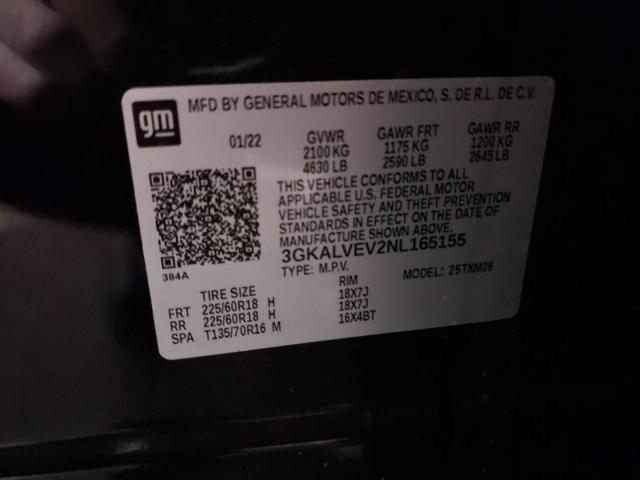 gm
MFD BY GENERAL MOTORS DE MEXICO, S. DE R.L. DE C.V.
01/22 GVWR GAWR FRT GAWR RR
2100 KG 1175 KG 1200 KG
4630 LB 2590 LB 2645 LB
THIS VEHICLE CONFORMS TO ALL
APPLICABLE U.S. FEDERAL MOTOR
VEHICLE SAFETY AND THEFT PREVENTION
STANDARDS IN EFFECT ON THE DATE OF
MANUFACTURE SHOWN ABOVE.
3GKALVEV2NL165155
384A
TYPE: M.P.V. MODEL: 25TXM26
TIRE SIZE RIM
FRT 225/60R18 H 18X7J
RR 225/60R18 H 18X7J
SPA T135/70R16 M 16X4BT